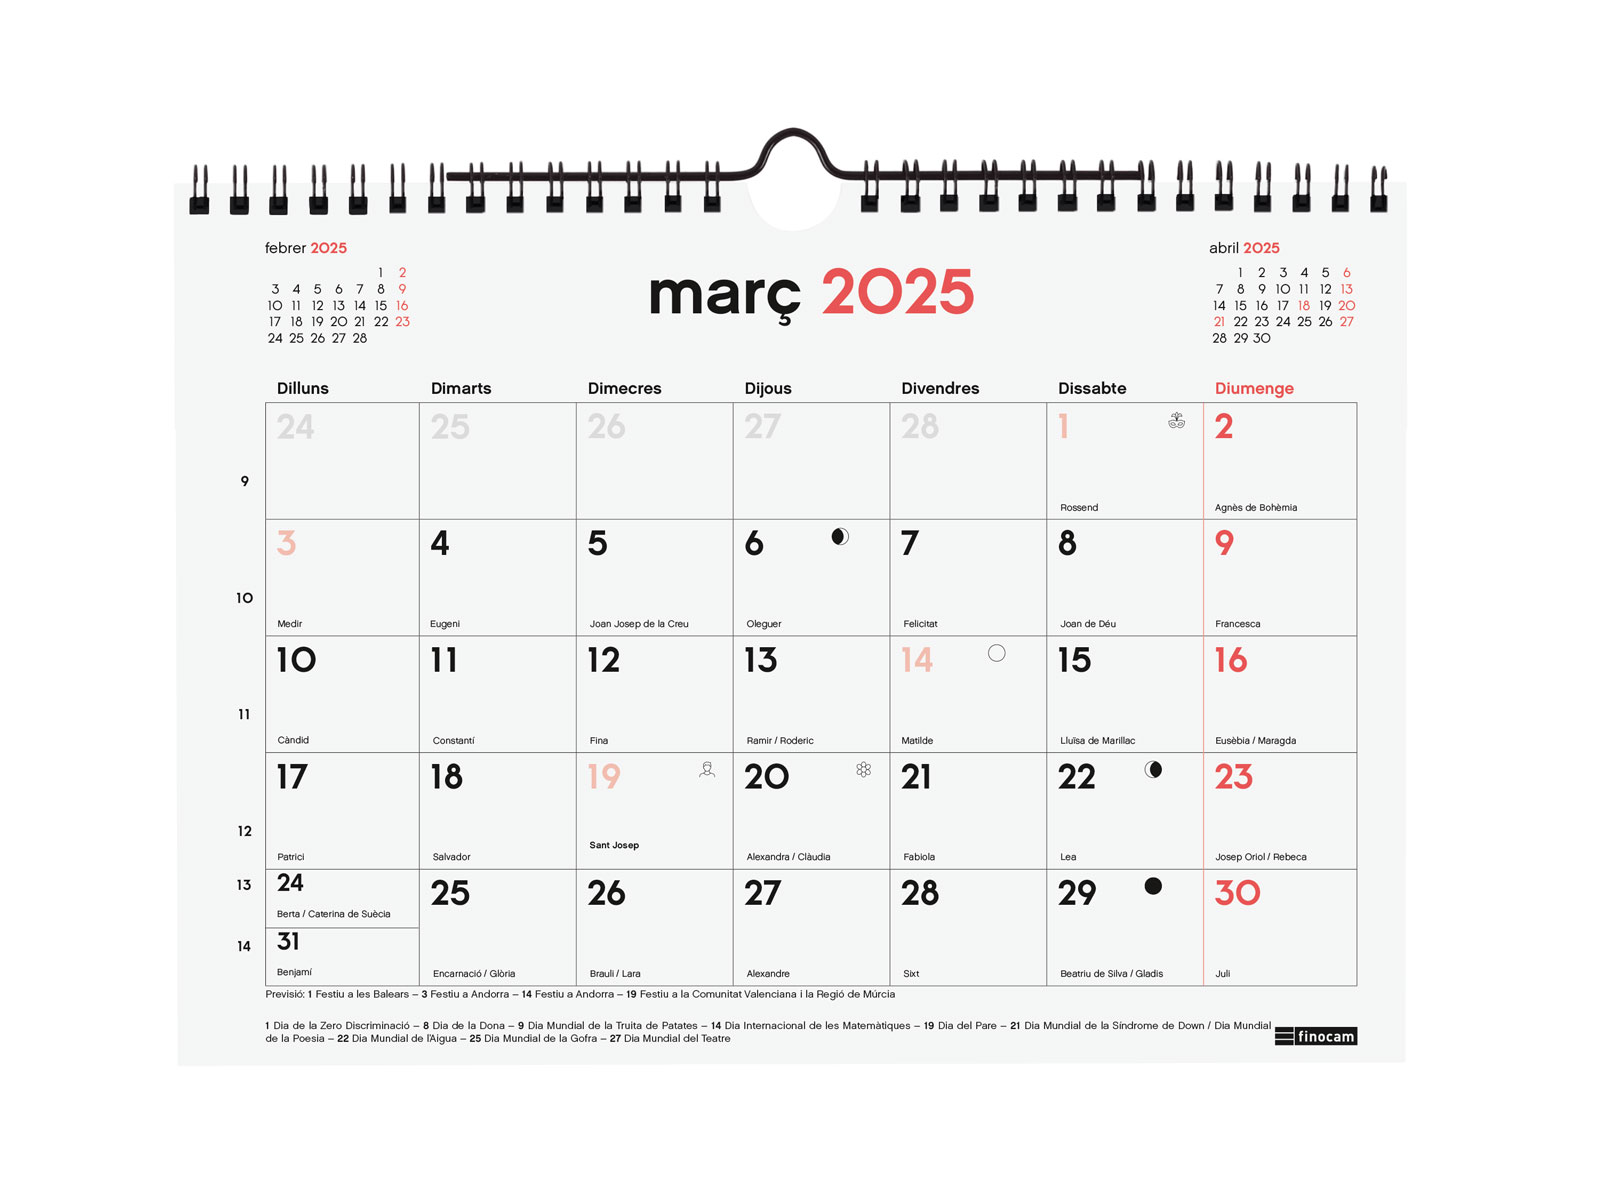 febrer 2025
1 2
3 4 5 6 7 8 9
10 11 12 13 14 15 16
17 18 19 20 21 22 23
24 25 26 27 28
març 2025
abril 2025
1 2 3 4 5 6
7 8 9 10 11 12 13
14 15 16 17 18 19 20
21 22 23 24 25 26 27
28 29 30
Dilluns Dimarts Dimecres Dijous Divendres Dissabte Diumenge
24 25 26 27 28 1 2
9
Rossend Agnès de Bohèmia
3 4 5 6 7 8 9
10
Medir Eugeni Joan Josep de la Creu Oleguer Felicitat Joan de Déu Francesca
10 11 12 13 14 15 16
11
Càndid Constantí Fina Ramir / Roderic Matilde Lluïsa de Marillac Eusèbia / Maragda
17 18 19 20 21 22 23
12
Sant Josep
Patrici Salvador Alexandra / Clàudia Fabiola Lea Josep Oriol / Rebeca
13 24 25 26 27 28 29 30
Berta / Caterina de Suècia
14 31
Benjamí Encarnació / Glòria Brauli / Lara Alexandre Sixt Beatriu de Silva / Gladis Juli
Previsió: 1 Festiu a les Balears – 3 Festiu a Andorra – 14 Festiu a Andorra – 19 Festiu a la Comunitat Valenciana i la Regió de Múrcia
1 Dia de la Zero Discriminació – 8 Dia de la Dona – 9 Dia Mundial de la Truita de Patates – 14 Dia Internacional de les Matemàtiques – 19 Dia del Pare – 21 Dia Mundial de la Síndrome de Down / Dia Mundial
de la Poesia – 22 Dia Mundial de l'Aigua – 25 Dia Mundial de la Gofra – 27 Dia Mundial del Teatre
finocam